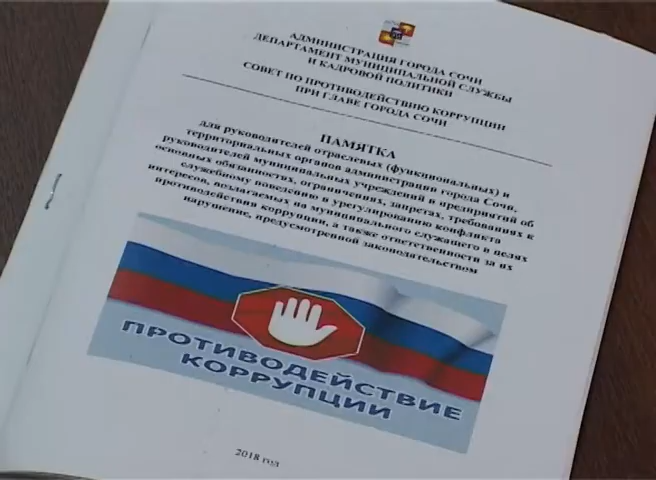 АДМИНИСТРАЦИЯ ГОРОДА СОЧИ
ДЕПАРТАМЕНТ МУНИЦИПАЛЬНОЙ СЛУЖБЫ
И КАДРОВОЙ ПОЛИТИКИ
СОВЕТ ПО ПРОТИВОДЕЙСТВИЮ КОРРУПЦИИ
ПРИ ГЛАВЕ ГОРОДА СОЧИ
ПАМЯТКА
для руководителей отраслевых (функциональных) и
территориальных органов администрации города Сочи,
руководителей муниципальных учреждений и предприятий об
основных обязанностях, ограничениях, запретах, требованиях к
служебному поведению и урегулированию конфликта
интересов, возлагаемых на муниципального служащего в целях
противодействия коррупции, а также ответственности за их
нарушение, предусмотренной законодательством
ПРОТИВОДЕЙСТВИЕ
КОРРУПЦИИ
2018 год